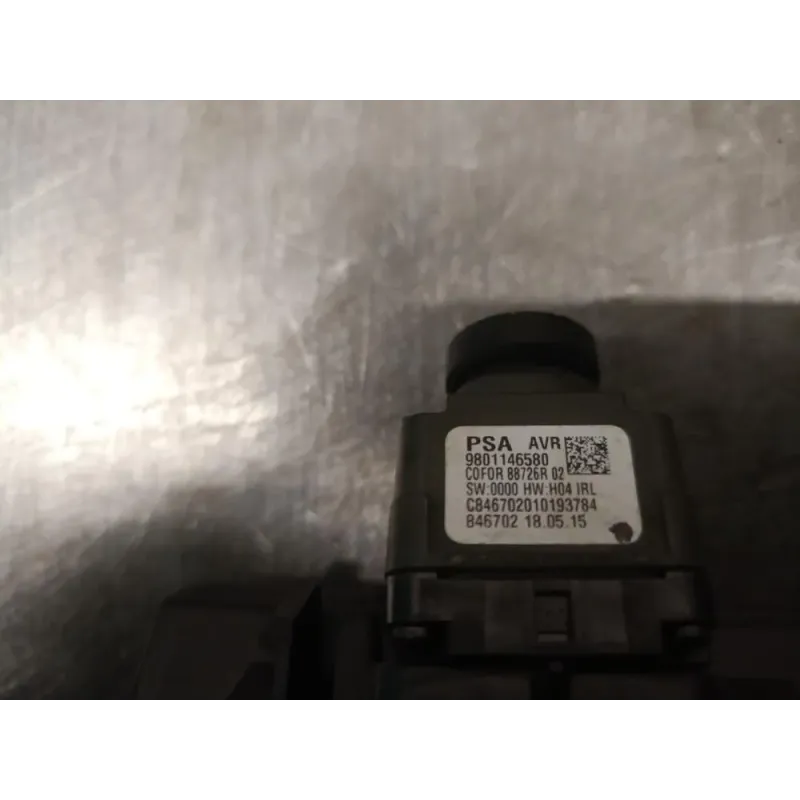 PSA AVR
9801146580
COFOR 88726R 02
SW:0000 HW:H04 IRL
C846702010193784
846702 18.05.15